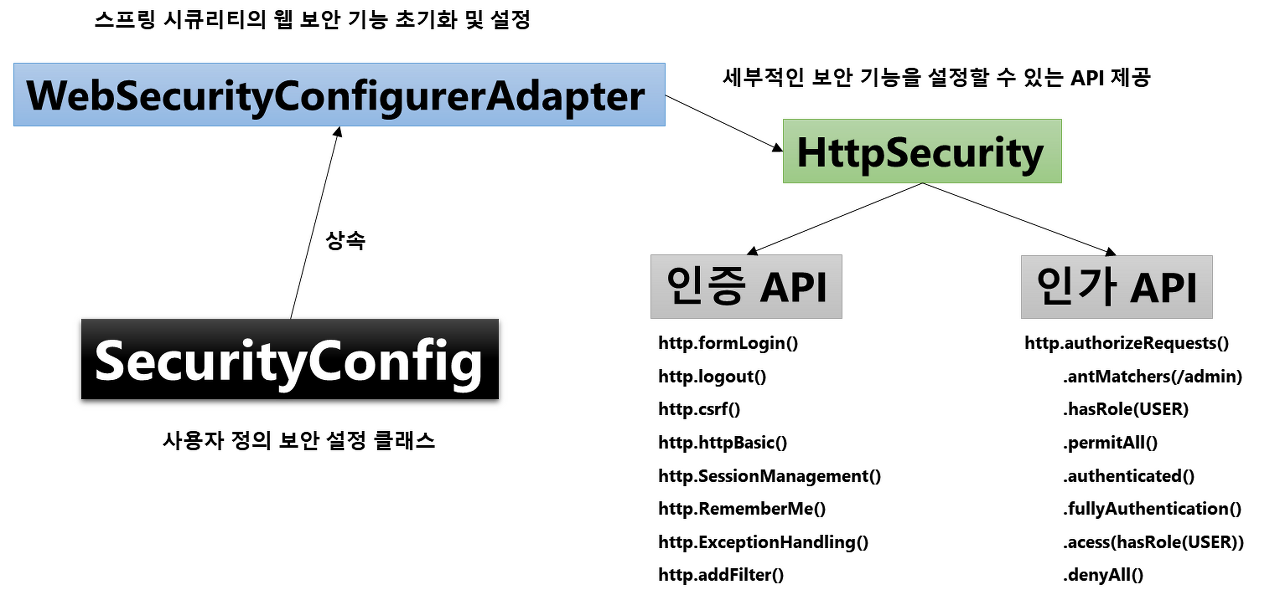 스프링 시큐리티의 웹 보안 기능 초기화 및 설정
WebSecurityConfigurerAdapter
세부적인 보안 기능을 설정할 수 있는 API 제공
HttpSecurity
상속
SecurityConfig
사용자 정의 보안 설정 클래스
인증 API
http.formLogin()
http.logout()
http.csrf()
http.httpBasic()
http.SessionManagement()
http.RememberMe()
http.ExceptionHandling()
http.addFilter()
인가 API
http.authorizeRequests()
.antMatchers(/admin)
.hasRole(USER)
.permitAll()
.authenticated()
.fullyAuthentication()
.acess(hasRole(USER))
.denyAll()